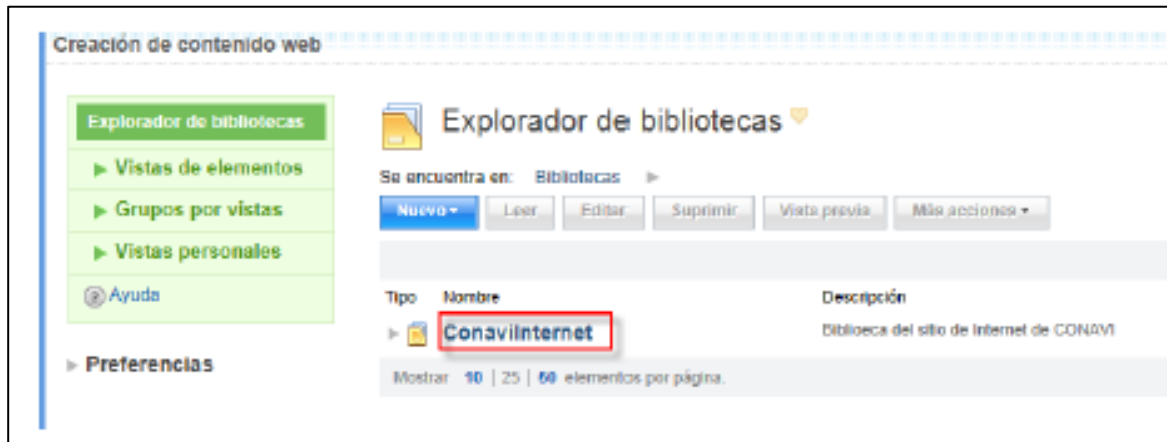 Creación de contenido web
Explorador de bibliotecas
Vistas de elementos
Grupos por vistas
Vistas personales
Ayuda
Preferencias
Explorador de bibliotecas
Se encuentra en: Bibliotecas
Nuevo Leer Editar Suprimir Vista previa Más acciones
Tipo Nombre Descripción
ConaviInternet Biblioeca del sitio de Internet de CONAVI
Mostrar 10 | 25 | 50 elementos por página.